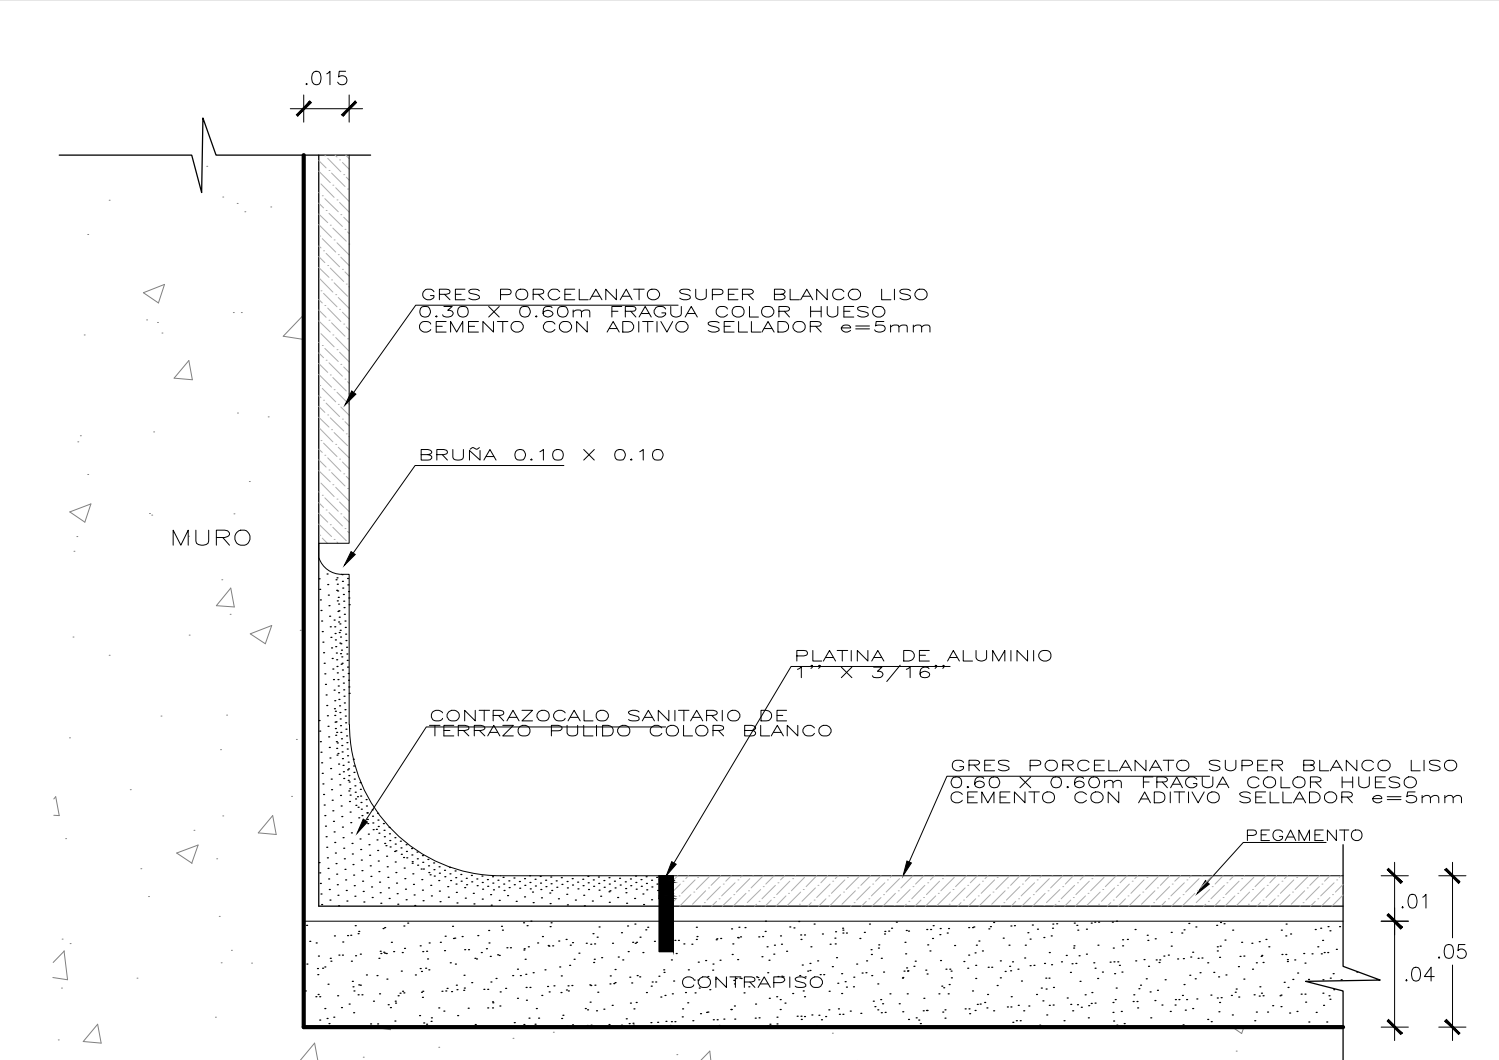 .015
GRES PORCELANATO SUPER BLANCO LISO
0.30 X 0.60m FRAGUA COLOR HUESO
CEMENTO CON ADITIVO SELLADOR e=5mm
BRUÑA 0.10 X 0.10
MURO
PLATINA DE ALUMINIO
1'' X 3/16''
CONTRAZOCALO SANITARIO DE
TERRAZO PULIDO COLOR BLANCO
GRES PORCELANATO SUPER BLANCO LISO
0.60 X 0.60m FRAGUA COLOR HUESO
CEMENTO CON ADITIVO SELLADOR e=5mm
PEGAMENTO
.01
.05
.04
CONTRAPISO